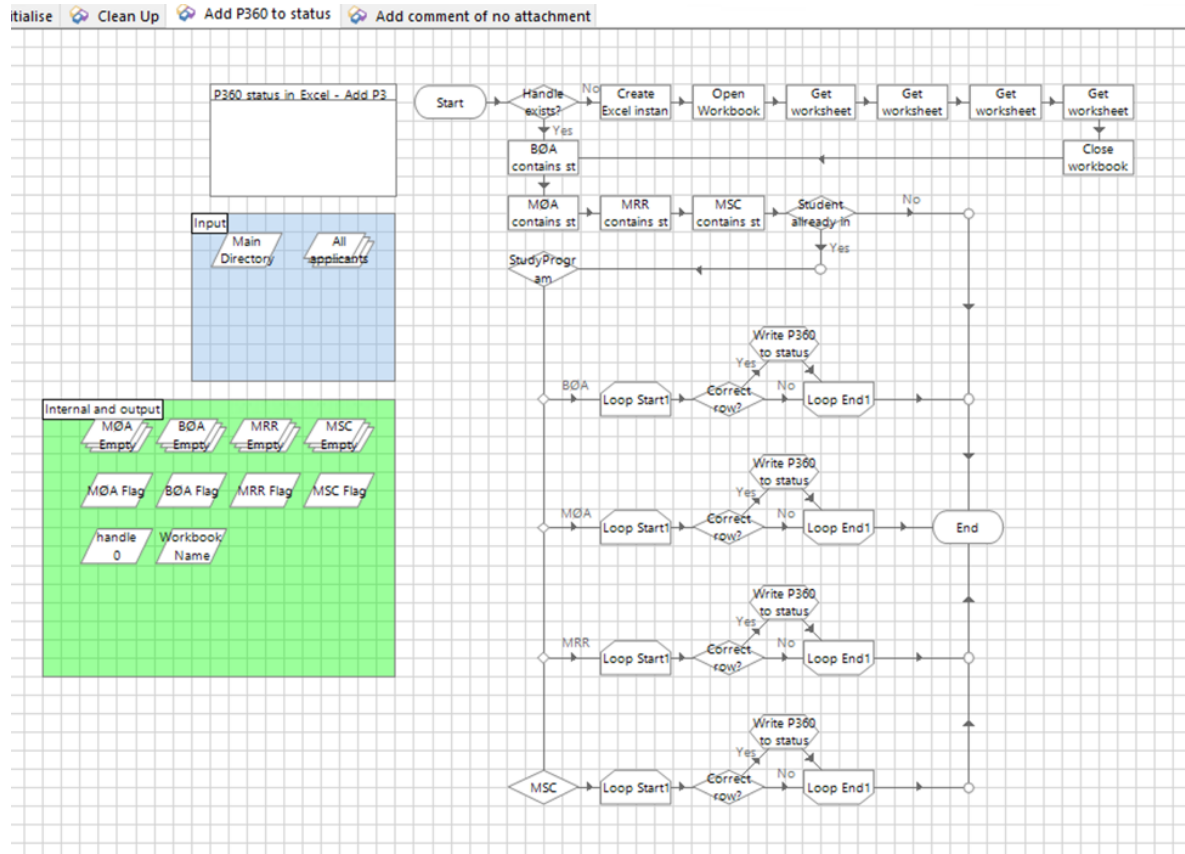 itialise
Clean Up
Add P360 to status
Add comment of no attachment
P360 status in Excel - Add P3
Start
Handle
exists?
No
Yes
Create
Excel instan
Open
Workbook
Get
worksheet
Get
worksheet
Get
worksheet
Get
worksheet
Close
workbook
BØA
contains st
MØA
contains st
MRR
contains st
MSC
contains st
Student
allready in
No
Yes
StudyProgr
am
Input
Main
Directory
All
applicants
Internal and output
MØA
Empty
BØA
Empty
MRR
Empty
MSC
Empty
MØA Flag
BØA Flag
MRR Flag
MSC Flag
handle
0
Workbook
Name
BØA
Loop Start1
Correct
row?
Yes
No
Write P360
to status
Loop End1
MØA
Loop Start1
Correct
row?
Yes
No
Write P360
to status
Loop End1
End
MRR
Loop Start1
Correct
row?
Yes
No
Write P360
to status
Loop End1
MSC
Loop Start1
Correct
row?
Yes
No
Write P360
to status
Loop End1